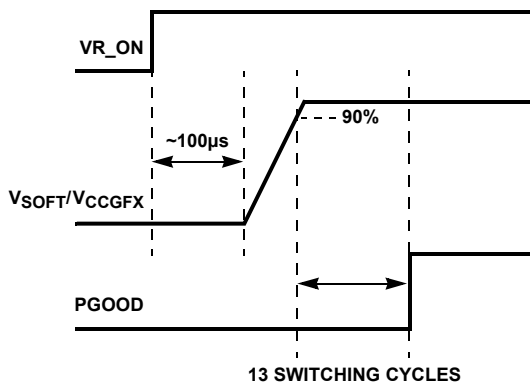 VR_ON
90%
~100µs
VSOFT/VCCGFX
PGOOD
13 SWITCHING CYCLES